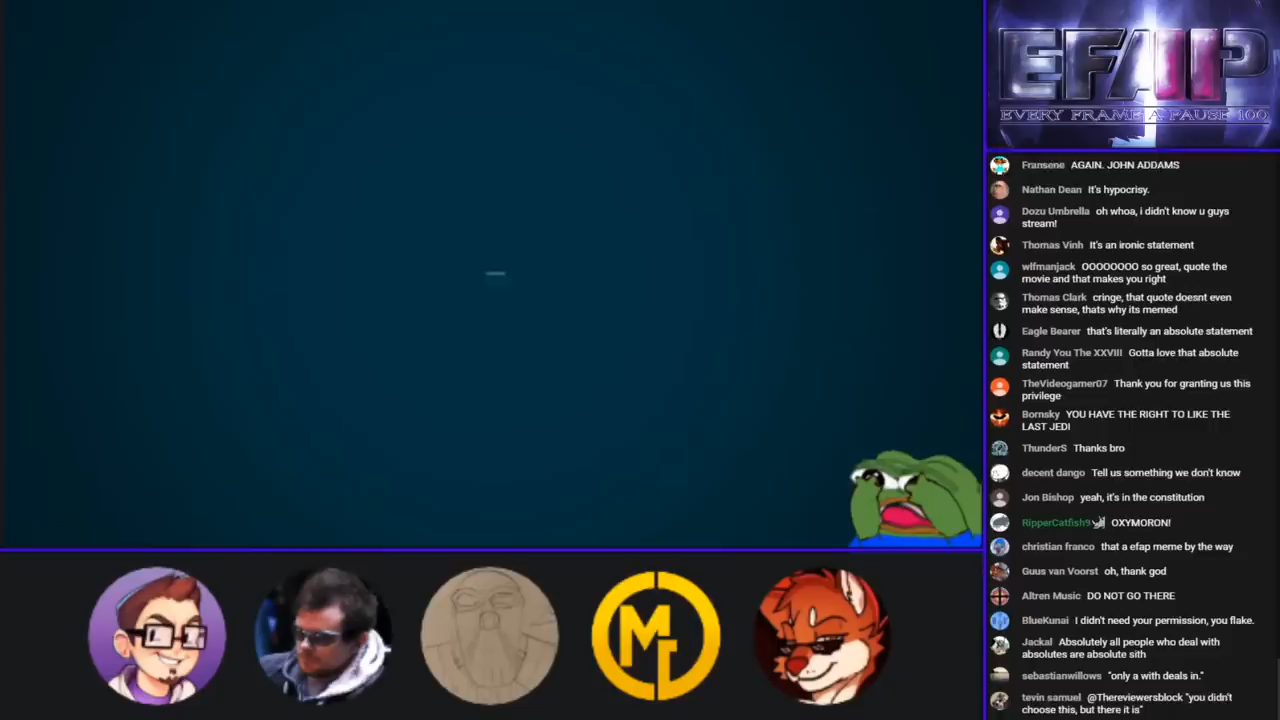 EFAP
EVERY FRAME A PAUSE 100
Fransene AGAIN. JOHN ADDAMS
Nathan Dean It's hypocrisy.
Dozu Umbrella oh whoa, i didn't know u guys
stream!
Thomas Vinh It's an ironic statement
wlfmanjack OOOOOOOO so great, quote the
movie and that makes you right
Thomas Clark cringe, that quote doesnt even
make sense, thats why its memed
Eagle Bearer that's literally an absolute statement
Randy You The XXVIII Gotta love that absolute
statement
TheVideogamer07 Thank you for granting us this
privilege
Bornsky YOU HAVE THE RIGHT TO LIKE THE
LAST JEDI
ThunderS Thanks bro
decent dango Tell us something we don't know
Jon Bishop yeah, it's in the constitution
RipperCatfish9 OXYMORON!
christian franco that a efap meme by the way
Guus van Voorst oh, thank god
Altren Music DO NOT GO THERE
BlueKunai I didn't need your permission, you flake.
Jackal Absolutely all people who deal with
absolutes are absolute sith
sebastianwillows "only a with deals in."
tevin samuel @Thereviewersblock "you didn't
choose this, but there it is"